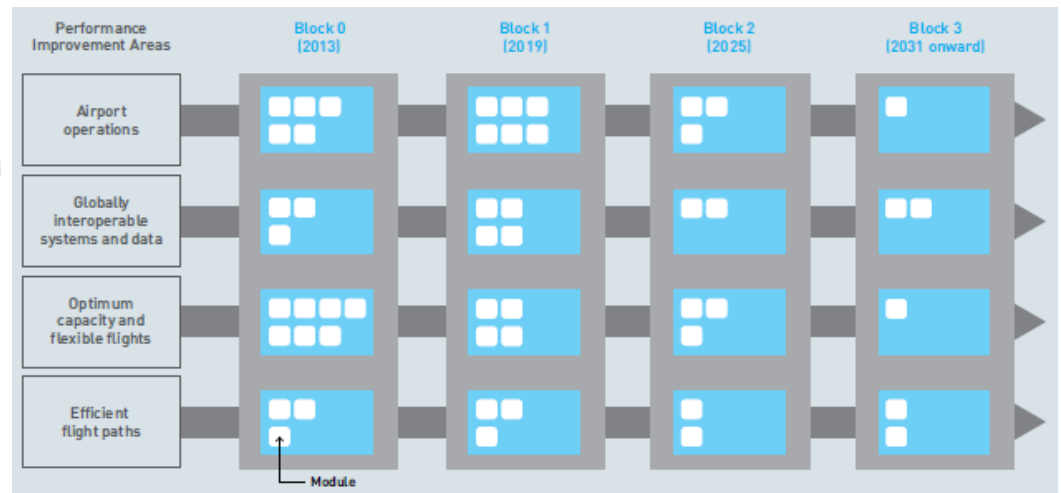 Performance
Improvement Areas
Block 0
(2013)
Block 1
(2019)
Block 2
(2025)
Block 3
(2031 onward)
Airport
operations
Globally
interoperable
systems and data
Optimum
capacity and
flexible flights
Efficient
flight paths
Module